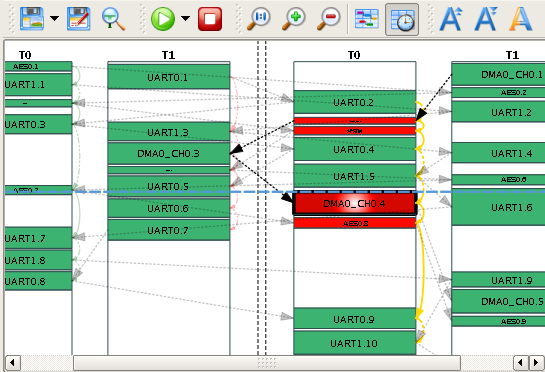 T0
AES0.1
UART1.1
UART0.3
AES0.2
UART1.7
UART1.8
UART0.8
T1
UART0.1
UART1.3
DMA0_CH0.3
UART0.5
UART0.6
UART0.7
T0
UART0.2
UART0.4
UART1.5
DMA0_CH0.4
AES0.8
UART0.9
UART1.10
T1
DMA0_CH0.1
AES0.2
UART1.2
UART1.4
AES0.6
UART1.6
UART1.9
DMA0_CH0.5
AES0.9
A
A
A